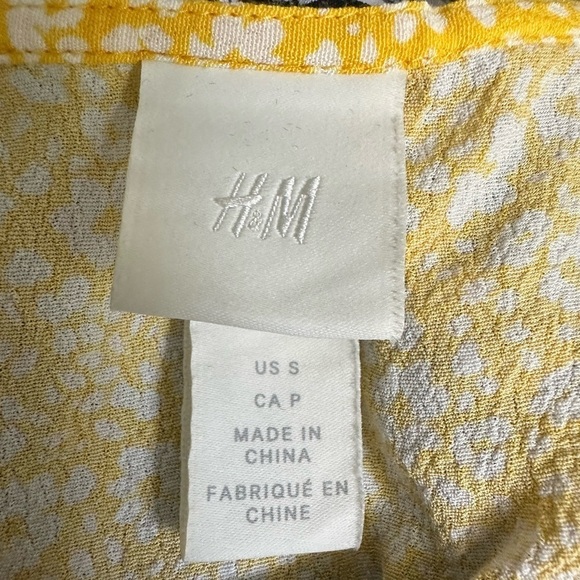 H&M
US S
CA P
MADE IN
CHINA
FABRIQUÉ EN
CHINE